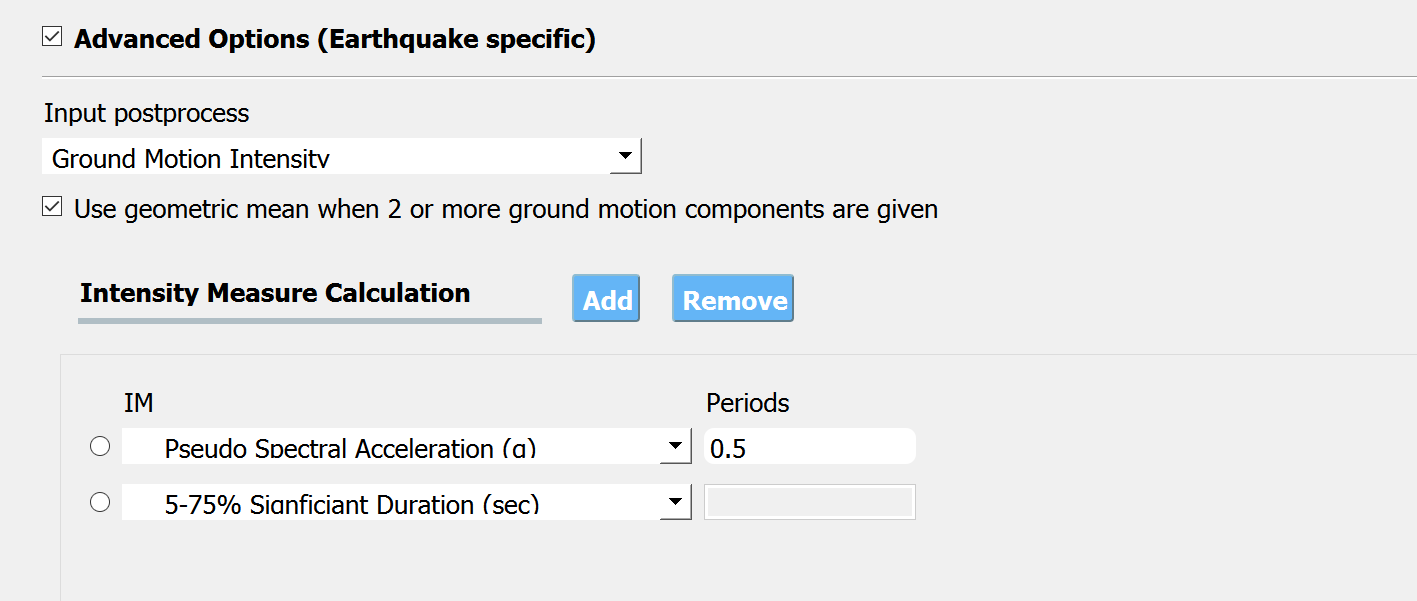 Advanced Options (Earthquake specific)
Input postprocess
Ground Motion Intensity
Use geometric mean when 2 or more ground motion components are given
Intensity Measure Calculation Add Remove
IM Periods
Pseudo Spectral Acceleration (g) 0.5
5-75% Signficiant Duration (sec)